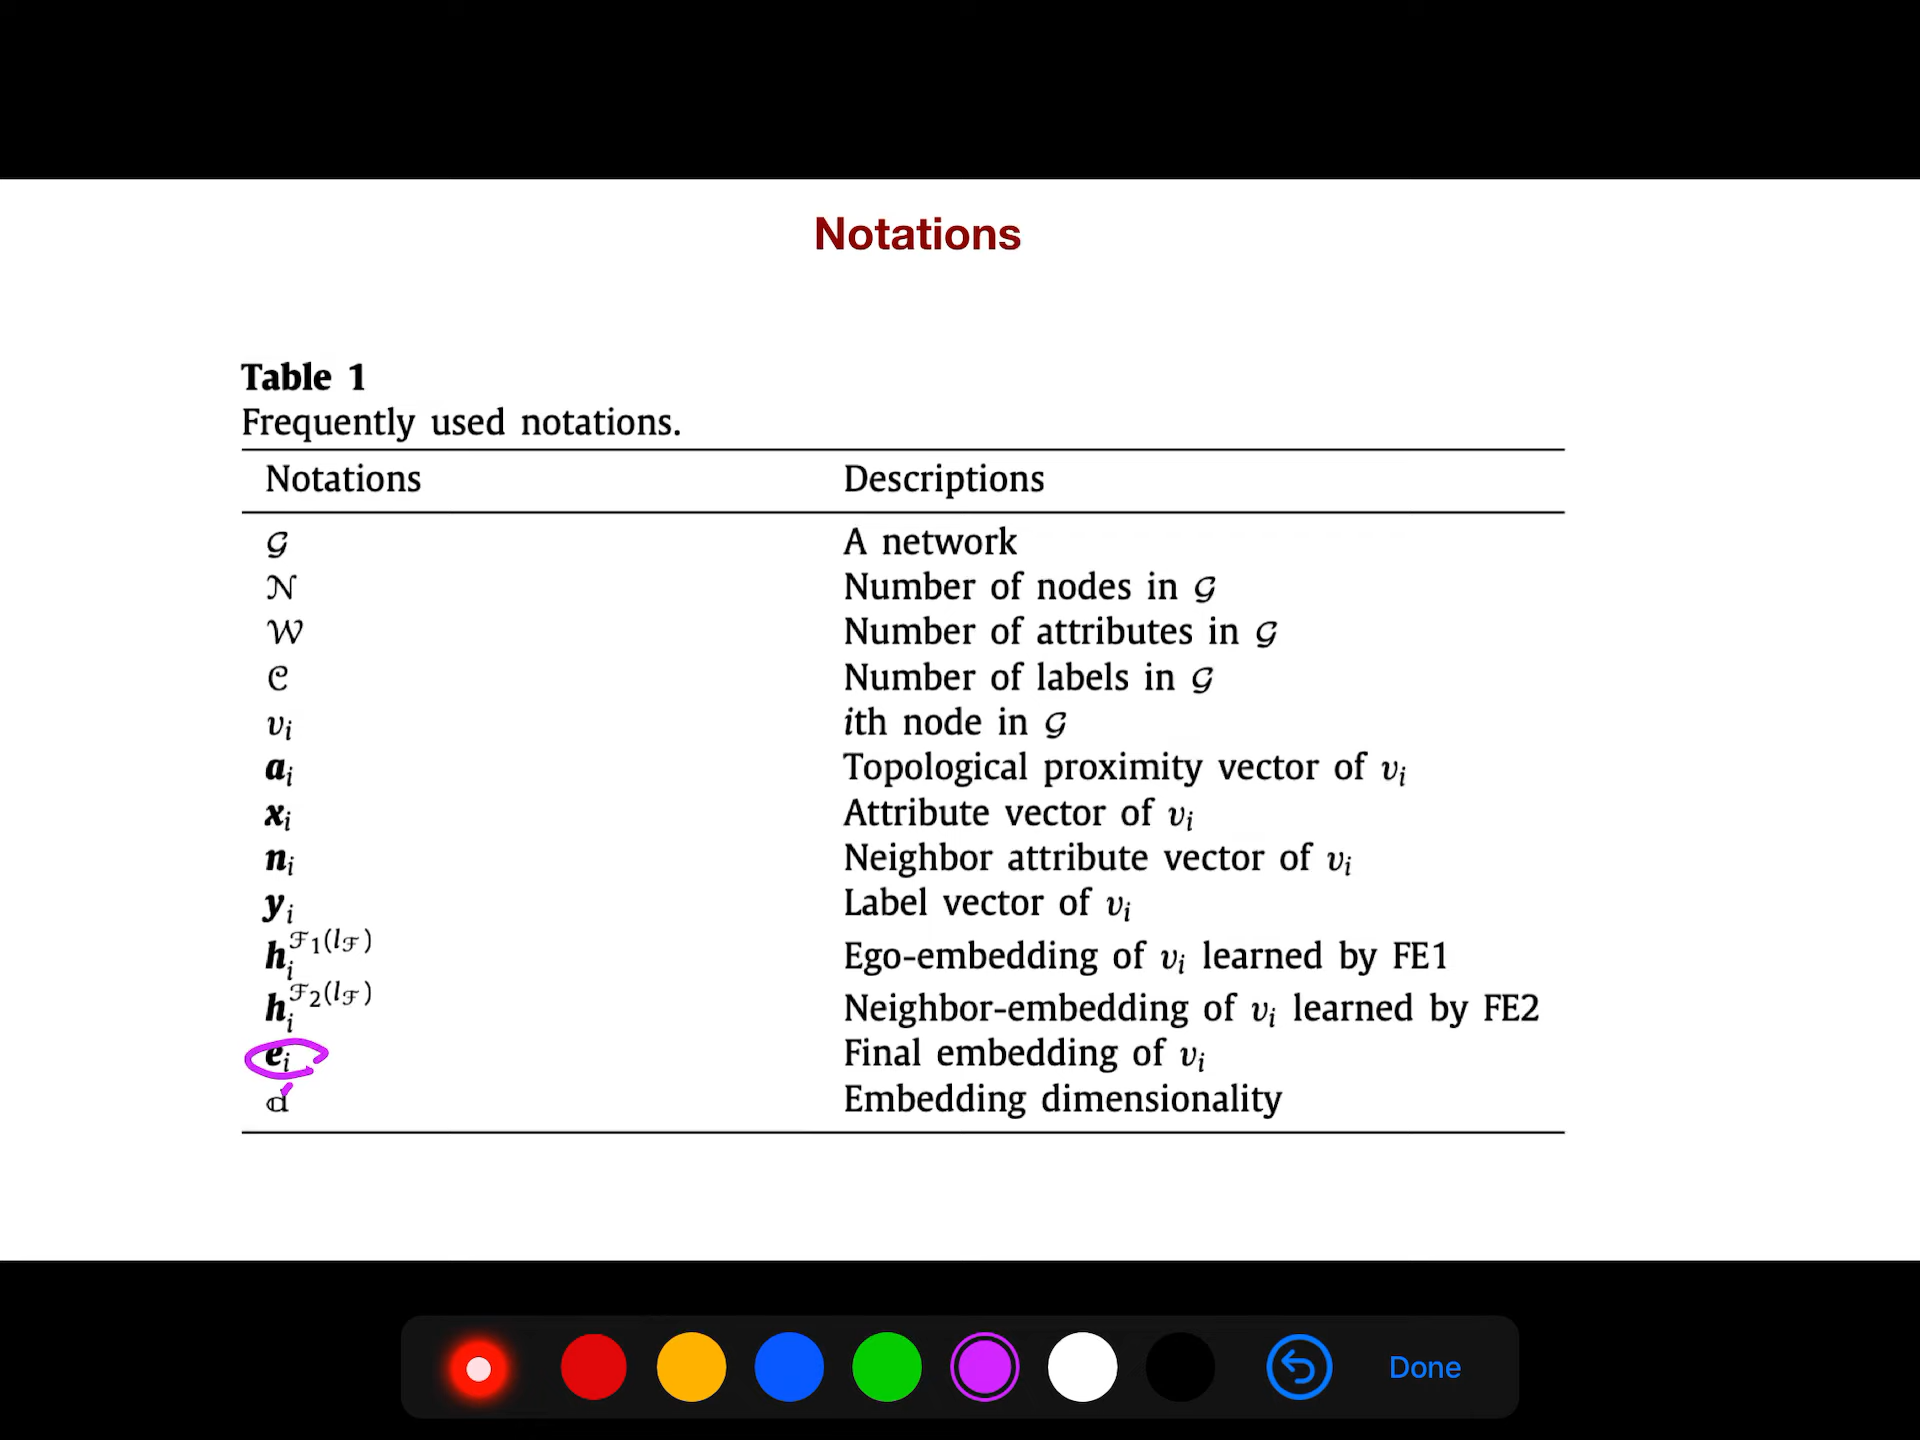 Notations
Table 1
Frequently used notations.
Notations Descriptions
𝒢 A network
𝒩 Number of nodes in 𝒢
𝒲 Number of attributes in 𝒢
𝒞 Number of labels in 𝒢
vᵢ ith node in 𝒢
aᵢ Topological proximity vector of vᵢ
xᵢ Attribute vector of vᵢ
nᵢ Neighbor attribute vector of vᵢ
yᵢ Label vector of vᵢ
hᵢ^ℱ₁(l_ℱ) Ego-embedding of vᵢ learned by FE1
hᵢ^ℱ₂(l_ℱ) Neighbor-embedding of vᵢ learned by FE2
eᵢ Final embedding of vᵢ
d Embedding dimensionality
Done